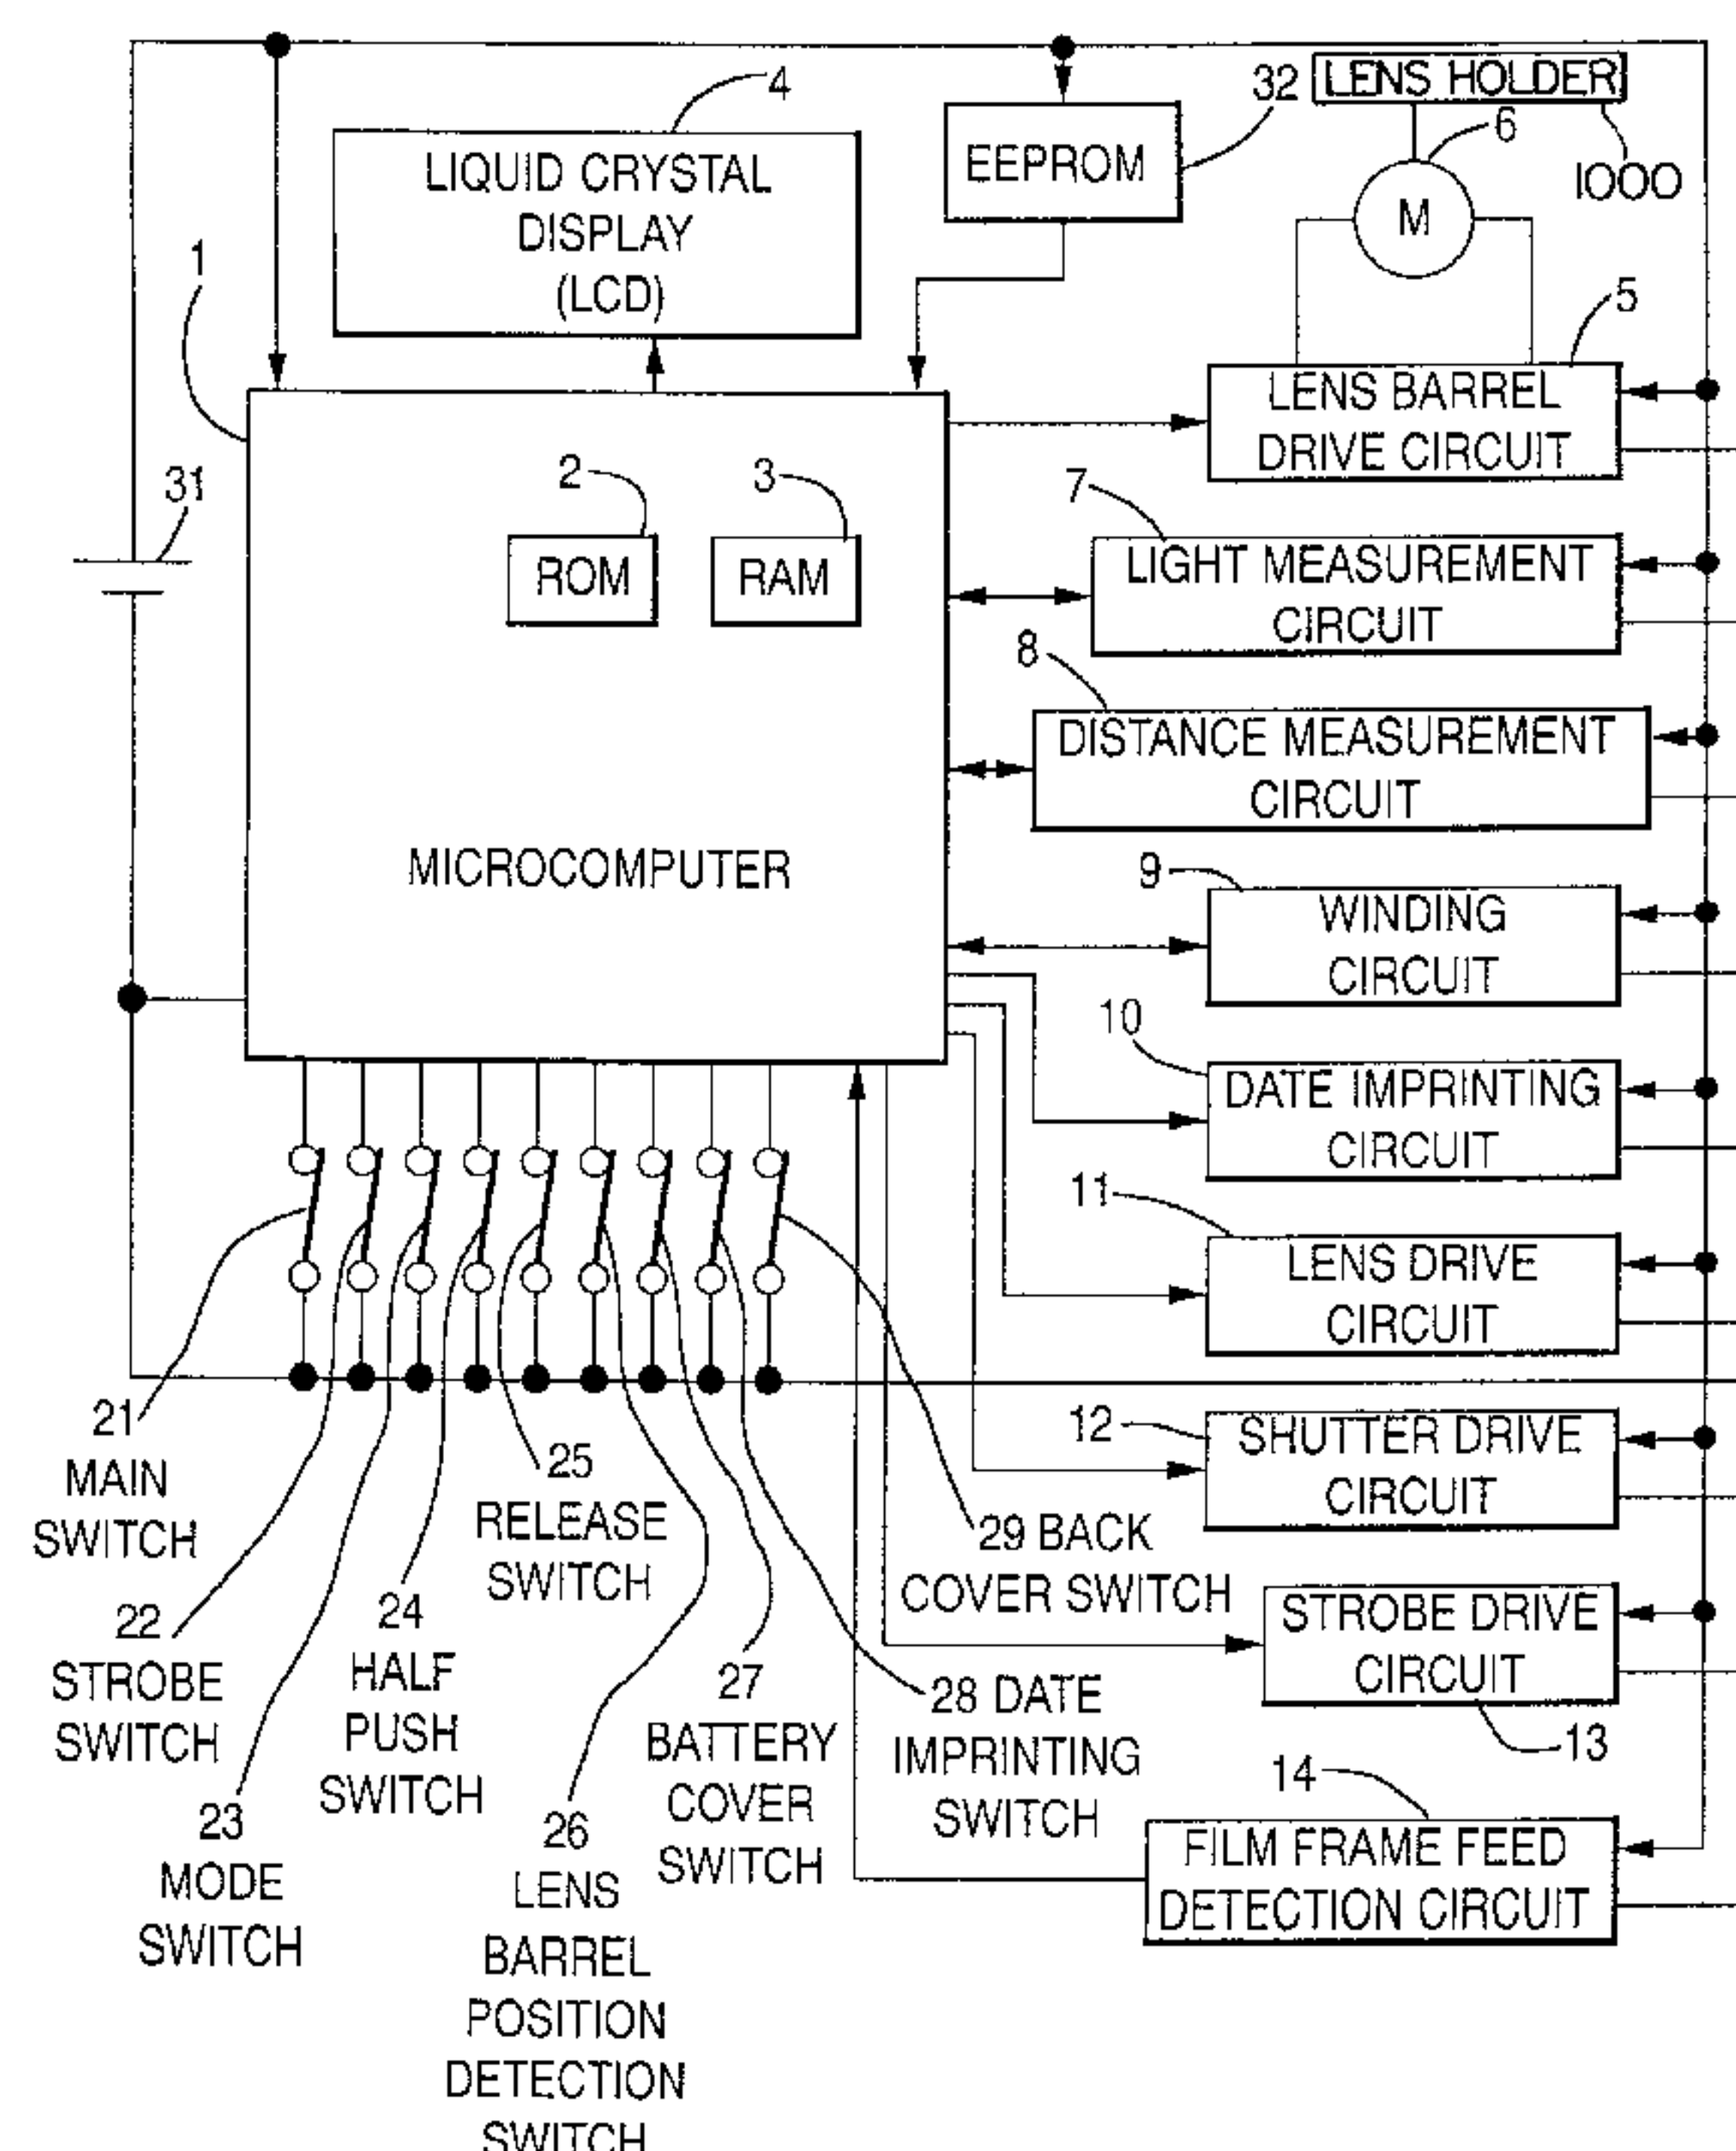 4
LIQUID CRYSTAL
DISPLAY
(LCD)
32
EEPROM
LENS HOLDER
6
1000
M
1
5
LENS BARREL
DRIVE CIRCUIT
31
2
ROM
3
RAM
MICROCOMPUTER
7
LIGHT MEASUREMENT
CIRCUIT
8
DISTANCE MEASUREMENT
CIRCUIT
9
WINDING
CIRCUIT
10
DATE IMPRINTING
CIRCUIT
11
LENS DRIVE
CIRCUIT
12
SHUTTER DRIVE
CIRCUIT
STROBE DRIVE
CIRCUIT
13
14
FILM FRAME FEED
DETECTION CIRCUIT
21
MAIN
SWITCH
22
STROBE
SWITCH
23
MODE
SWITCH
24
HALF
PUSH
SWITCH
25
RELEASE
SWITCH
26
LENS
BARREL
POSITION
DETECTION
SWITCH
27
BATTERY
COVER
SWITCH
28 DATE
IMPRINTING
SWITCH
29 BACK
COVER SWITCH